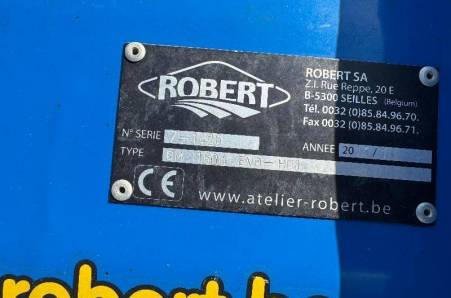 ROBERT
ROBERT SA
Z.I. Rue Reppe, 20 E
B-5300 SEILLES (Belgium)
Tél. 0032 (0)85.84.96.70.
Fax 0032 (0)85.84.96.71.
N° SERIE
ANNEE 20
TYPE
CE
www.atelier-robert.be
robert